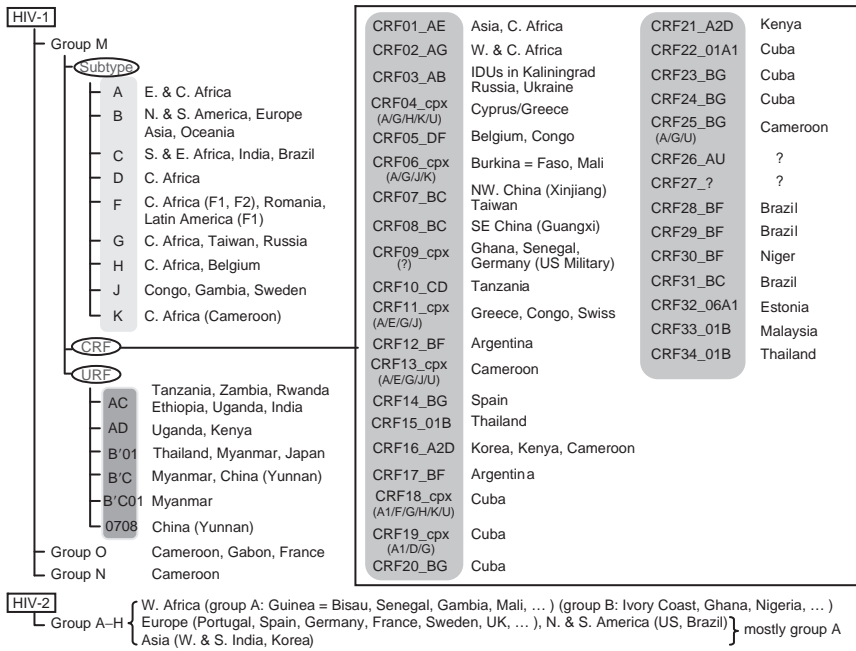 HIV-1
Group M
Subtype
A E. & C. Africa
B N. & S. America, Europe
Asia, Oceania
C S. & E. Africa, India, Brazil
D C. Africa
F C. Africa (F1, F2), Romania,
Latin America (F1)
G C. Africa, Taiwan, Russia
H C. Africa, Belgium
J Congo, Gambia, Sweden
K C. Africa (Cameroon)
CRF
URF
AC Tanzania, Zambia, Rwanda
Ethiopia, Uganda, India
AD Uganda, Kenya
B′01 Thailand, Myanmar, Japan
B′C Myanmar, China (Yunnan)
B′C01 Myanmar
0708 China (Yunnan)
Group O Cameroon, Gabon, France
Group N Cameroon
CRF01_AE Asia, C. Africa
CRF02_AG W. & C. Africa
CRF03_AB IDUs in Kaliningrad
Russia, Ukraine
CRF04_cpx Cyprus/Greece
(A/G/H/K/U)
CRF05_DF Belgium, Congo
CRF06_cpx Burkina = Faso, Mali
(A/G/J/K)
CRF07_BC NW. China (Xinjiang)
Taiwan
CRF08_BC SE China (Guangxi)
CRF09_cpx Ghana, Senegal,
(?) Germany (US Military)
CRF10_CD Tanzania
CRF11_cpx Greece, Congo, Swiss
(A/E/G/J)
CRF12_BF Argentina
CRF13_cpx Cameroon
(A/E/G/J/U)
CRF14_BG Spain
CRF15_01B Thailand
CRF16_A2D Korea, Kenya, Cameroon
CRF17_BF Argentina
CRF18_cpx Cuba
(A1/F/G/H/K/U)
CRF19_cpx Cuba
(A1/D/G)
CRF20_BG Cuba
CRF21_A2D Kenya
CRF22_01A1 Cuba
CRF23_BG Cuba
CRF24_BG Cuba
CRF25_BG Cameroon
(A/G/U)
CRF26_AU ?
CRF27_? ?
CRF28_BF Brazil
CRF29_BF Brazil
CRF30_BF Niger
CRF31_BC Brazil
CRF32_06A1 Estonia
CRF33_01B Malaysia
CRF34_01B Thailand
HIV-2
Group A–H
W. Africa (group A: Guinea = Bisau, Senegal, Gambia, Mali, … ) (group B: Ivory Coast, Ghana, Nigeria, … )
Europe (Portugal, Spain, Germany, France, Sweden, UK, … ), N. & S. America (US, Brazil)
Asia (W. & S. India, Korea)
mostly group A